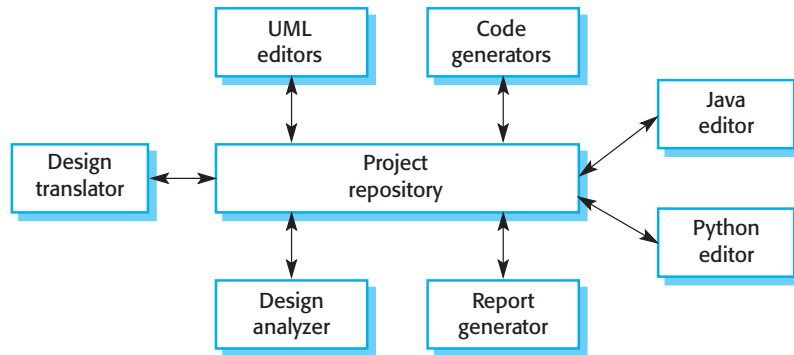 UML
editors
Code
generators
Java
editor
Design
translator
Project
repository
Python
editor
Design
analyzer
Report
generator